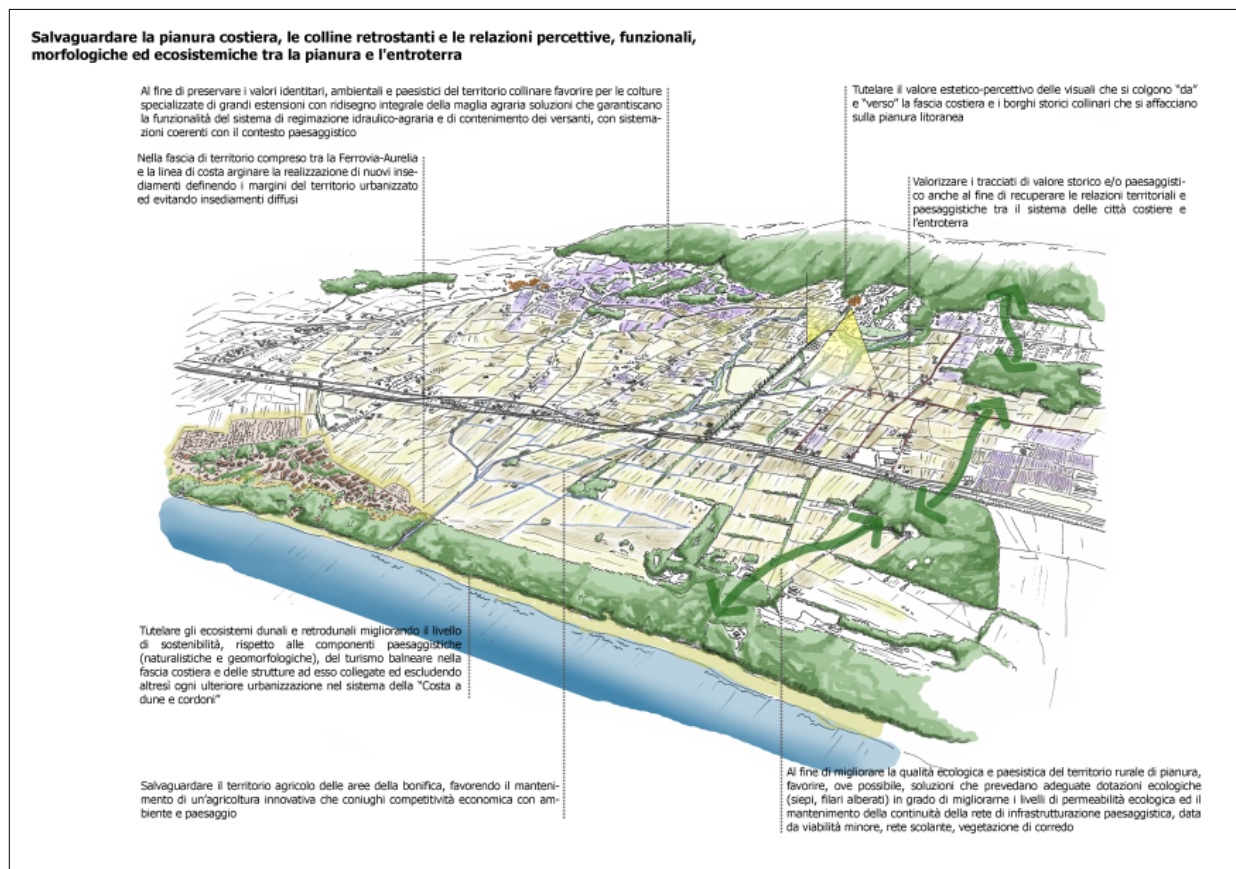 Salvaguardare la pianura costiera, le colline retrostanti e le relazioni percettive, funzionali,
morfologiche ed ecosistemiche tra la pianura e l'entroterra
Al fine di preservare i valori identitari, ambientali e paesistici del territorio collinare favorire per le colture
specializzate di grandi estensioni con ridisegno integrale della maglia agraria soluzioni che garantiscano
la funzionalità del sistema di regimazione idraulico-agraria e di contenimento dei versanti, con sistema-
zioni coerenti con il contesto paesaggistico
Tutelare il valore estetico-percettivo delle visuali che si colgono "da"
e "verso" la fascia costiera e i borghi storici collinari che si affacciano
sulla pianura litoranea
Nella fascia di territorio compreso tra la Ferrovia-Aurelia
e la linea di costa arginare la realizzazione di nuovi inse-
diamenti definendo i margini del territorio urbanizzato
ed evitando insediamenti diffusi
Valorizzare i tracciati di valore storico e/o paesaggisti-
co anche al fine di recuperare le relazioni territoriali e
paesaggistiche tra il sistema delle città costiere e
l'entroterra
Tutelare gli ecosistemi dunali e retrodunali migliorando il livello
di sostenibilità, rispetto alle componenti paesaggistiche
(naturalistiche e geomorfologiche), del turismo balneare nella
fascia costiera e delle strutture ad esso collegate ed escludendo
altresì ogni ulteriore urbanizzazione nel sistema della "Costa a
dune e cordoni"
Salvaguardare il territorio agricolo delle aree della bonifica, favorendo il manteni-
mento di un'agricoltura innovativa che coniughi competitività economica con am-
biente e paesaggio
Al fine di migliorare la qualità ecologica e paesistica del territorio rurale di pianura,
favorire, ove possibile, soluzioni che prevedano adeguate dotazioni ecologiche
(siepi, filari alberati) in grado di migliorarne i livelli di permeabilità ecologica ed il
mantenimento della continuità della rete di infrastrutturazione paesaggistica, data
da viabilità minore, rete scolante, vegetazione di corredo